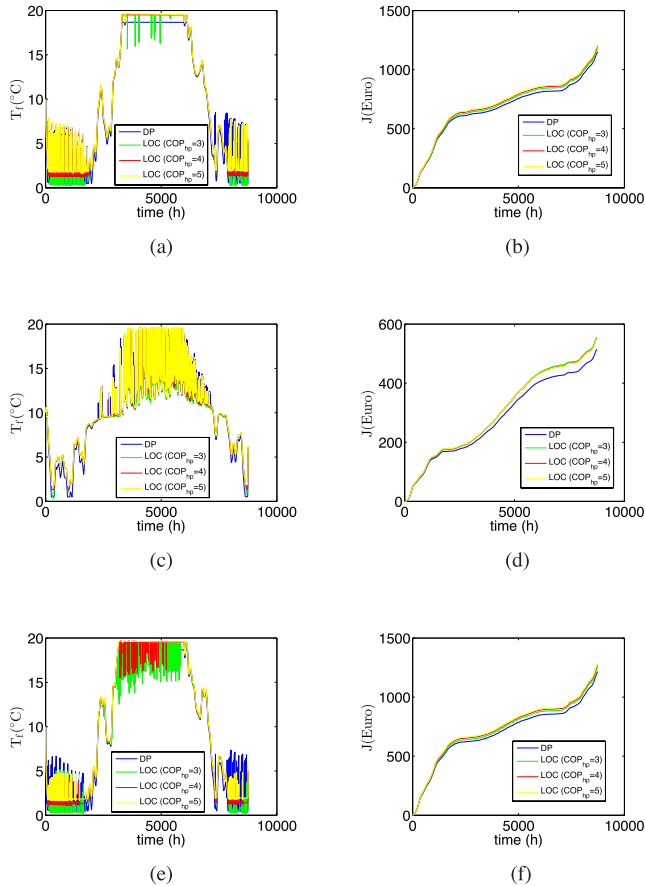 20
15
10
5
0
T_f(°C)
0
5000
10000
time (h)
DP
LOC (COP_hp=3)
LOC (COP_hp=4)
LOC (COP_hp=5)
(a)
1500
1000
500
0
J(Euro)
0
5000
10000
time (h)
DP
LOC (COP_hp=3)
LOC (COP_hp=4)
LOC (COP_hp=5)
(b)
20
15
10
5
0
T_f(°C)
0
5000
10000
time (h)
DP
LOC (COP_hp=3)
LOC (COP_hp=4)
LOC (COP_hp=5)
(c)
600
400
200
0
J(Euro)
0
5000
10000
time (h)
DP
LOC (COP_hp=3)
LOC (COP_hp=4)
LOC (COP_hp=5)
(d)
20
15
10
5
0
T_f(°C)
0
5000
10000
time (h)
DP
LOC (COP_hp=3)
LOC (COP_hp=4)
LOC (COP_hp=5)
(e)
1500
1000
500
0
J(Euro)
0
5000
10000
time (h)
DP
LOC (COP_hp=3)
LOC (COP_hp=4)
LOC (COP_hp=5)
(f)